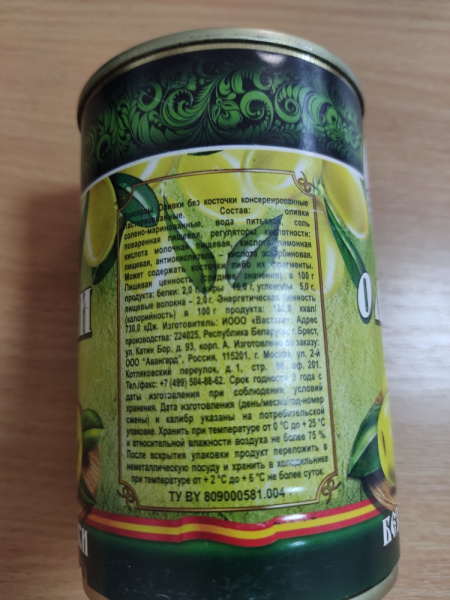 Оливки без косточки консервированные
пастеризованные. Состав: оливки
солено-маринованные, вода питьевая, соль
поваренная пищевая, регуляторы кислотности:
кислота молочная пищевая, кислота лимонная
пищевая, антиокислитель - кислота аскорбиновая.
Может содержать косточки либо их фрагменты.
Пищевая ценность (средние значения) в 100 г
продукта: белки: 2,0 г, жиры 16,0 г, углеводы 5,0 г,
пищевые волокна - 2,0 г. Энергетическая ценность
(калорийность) в 100 г продукта: ккал/
730,0 кДж. Изготовитель: ИООО Адрес
производства: 224025, Республика Беларусь, г. Брест,
ул. Катин Бор, д. 93, корп. А. Изготовлено по заказу:
ООО "Авангард", Россия, 115201, г. Москва, ул. 2-й
Котляковский переулок, д.1, стр. оф. 201.
Тел./факс: +7 (499) 504-88-62. Срок годности 3 года с
даты изготовления при соблюдении условий
хранения. Дата изготовления (день/месяц/год-номер
смены) и калибр указаны на потребительской
упаковке. Хранить при температуре от 0 °С до + 25 °С
и относительной влажности воздуха не более 75 %.
После вскрытия упаковки продукт переложить в
неметаллическую посуду и хранить в холодильнике
при температуре от + 2 °С до + 6 °С не более суток.
ТУ BY 809000581.004